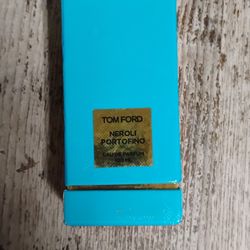 TOM FORD
NEROLI
PORTOFINO
EAU DE PARFUM